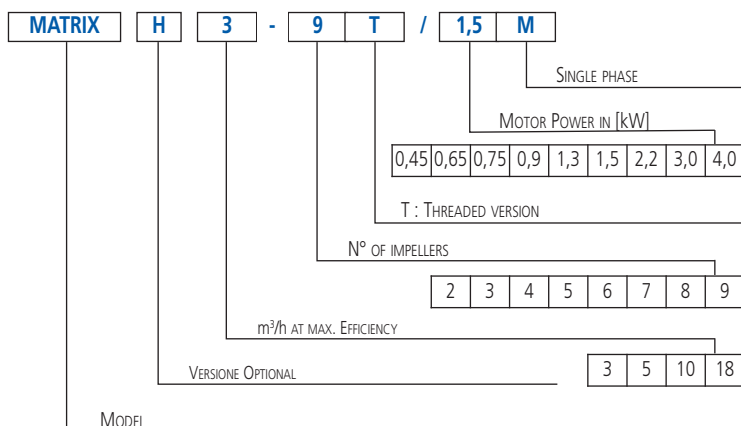 MATRIX H 3 - 9 T / 1,5 M
SINGLE PHASE
MOTOR POWER IN [kW]
0,45 0,65 0,75 0,9 1,3 1,5 2,2 3,0 4,0
T : THREADED VERSION
N° OF IMPELLERS
2 3 4 5 6 7 8 9
m³/h AT MAX. EFFICIENCY
3 5 10 18
VERSIONE OPTIONAL
MODEL